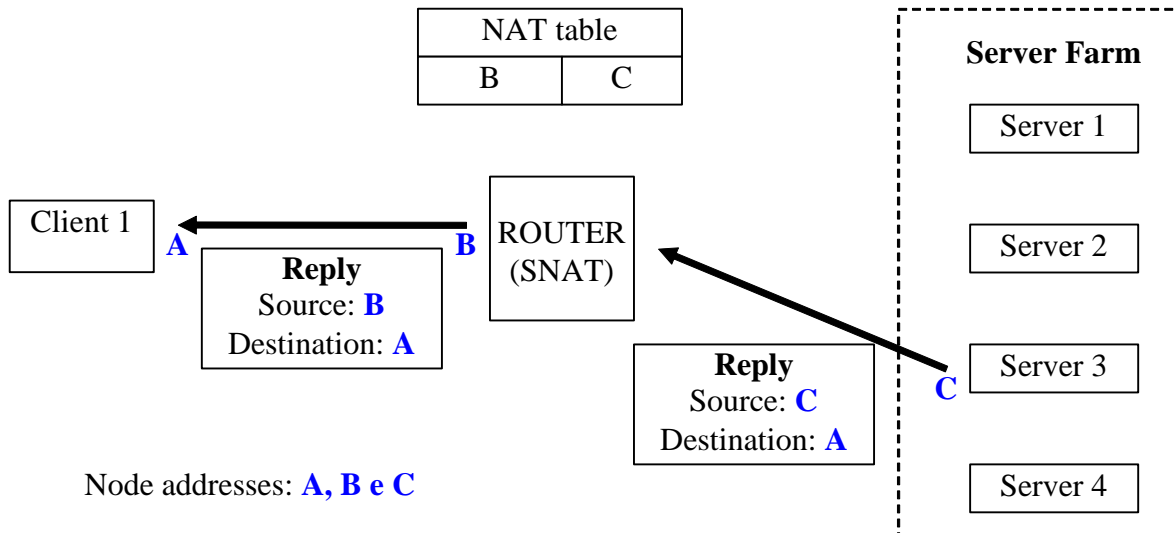 NAT table
B C
Server Farm
Server 1
Client 1
A
B
ROUTER
(SNAT)
Server 2
Reply
Source: B
Destination: A
Reply
Source: C
Destination: A
C
Server 3
Node addresses: A, B e C
Server 4